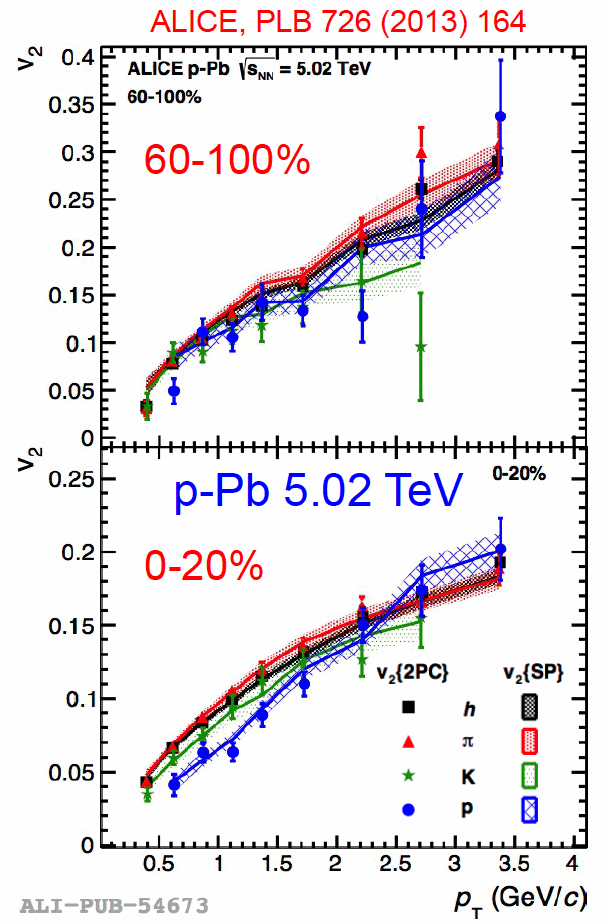 ALICE, PLB 726 (2013) 164
v₂
0.4
ALICE p-Pb √sNN = 5.02 TeV
60-100%
0.35
60-100%
0.3
0.25
0.2
0.15
0.1
0.05
0
v₂
0.25
p-Pb 5.02 TeV
0-20%
0.2
0-20%
0.15
v₂{2PC} v₂{SP}
h
0.1
π
K
0.05
p
0
0.5 1 1.5 2 2.5 3 3.5 4
ALI-PUB-54673
pT (GeV/c)